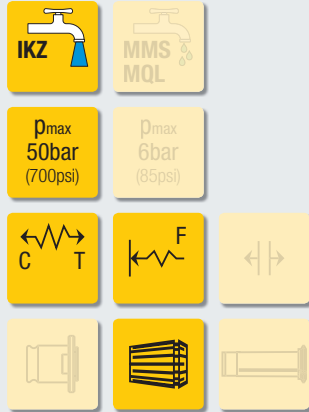 IKZ
MMS
MQL
pmax
50bar
(700psi)
pmax
6bar
(85psi)
C T
F